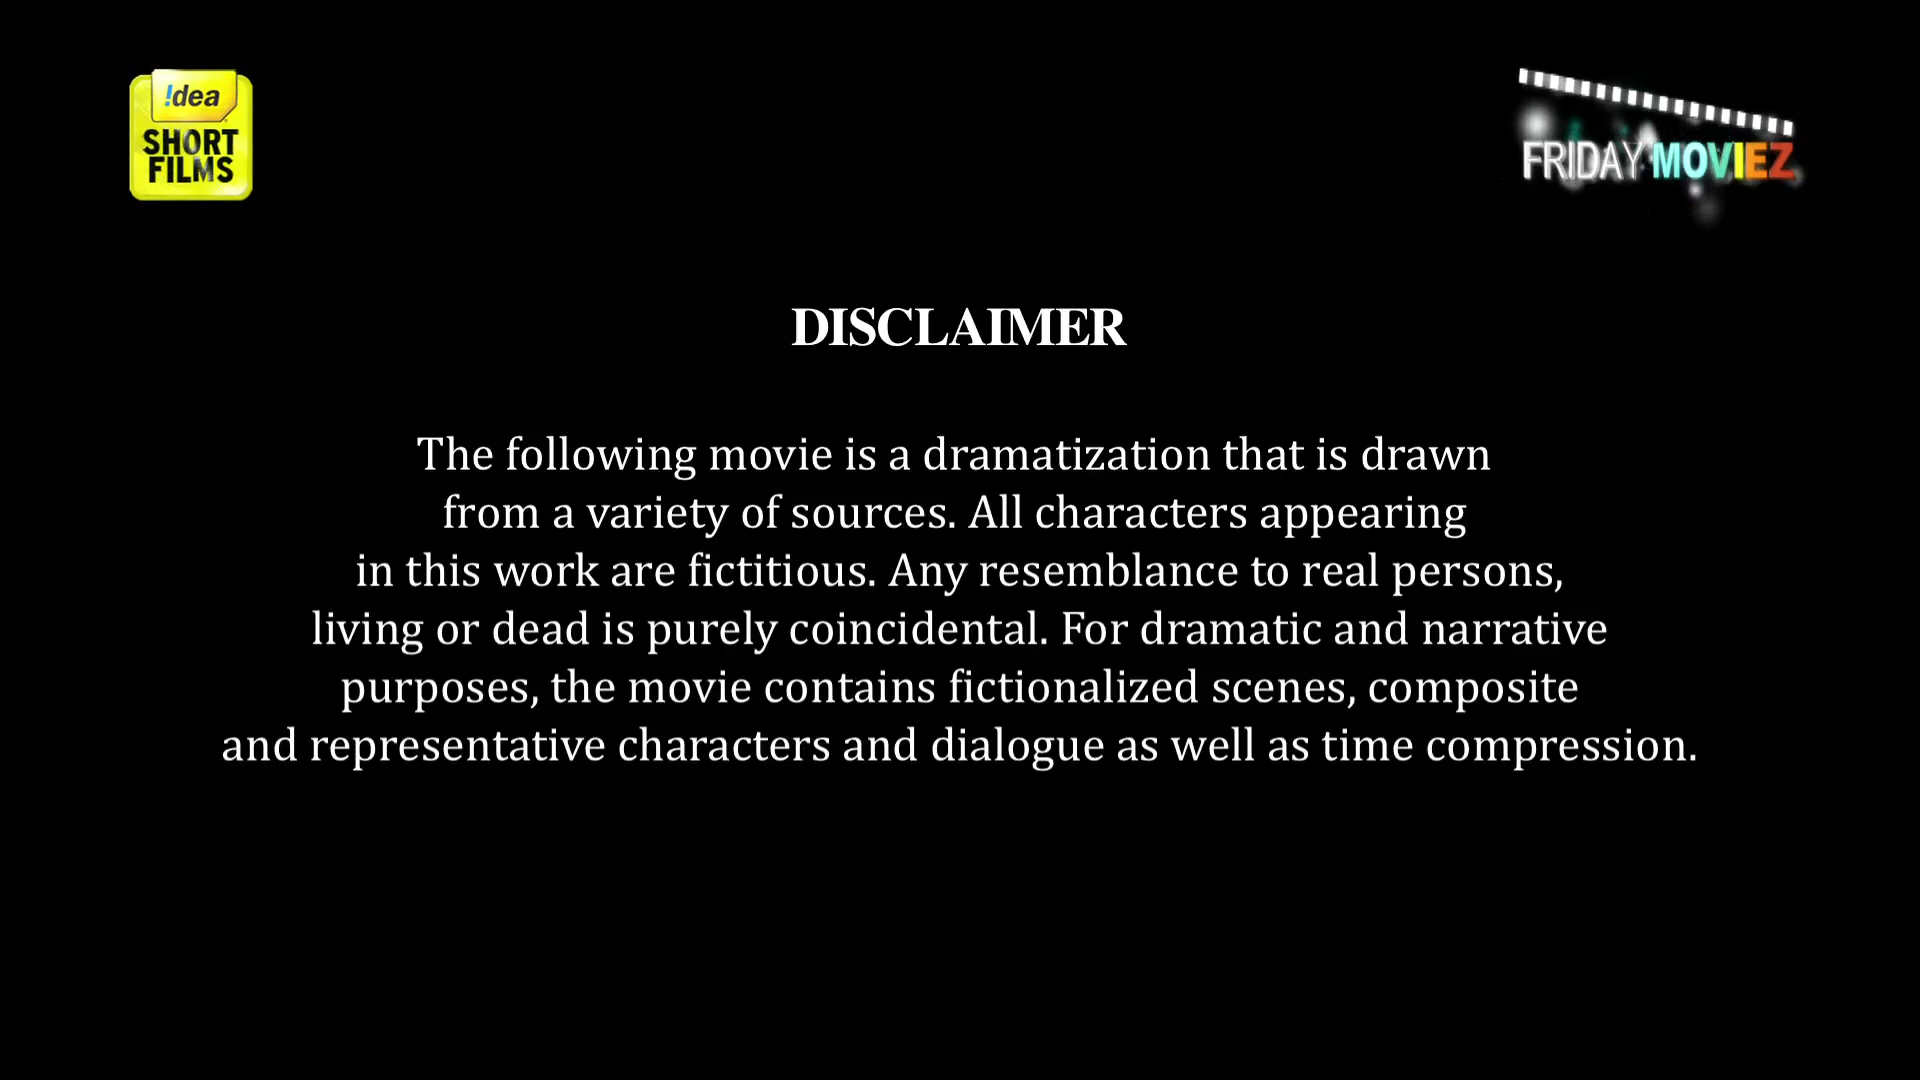 !dea
SHORT
FILMS
FRIDAY MOVIEZ
DISCLAIMER
The following movie is a dramatization that is drawn
from a variety of sources. All characters appearing
in this work are fictitious. Any resemblance to real persons,
living or dead is purely coincidental. For dramatic and narrative
purposes, the movie contains fictionalized scenes, composite
and representative characters and dialogue as well as time compression.